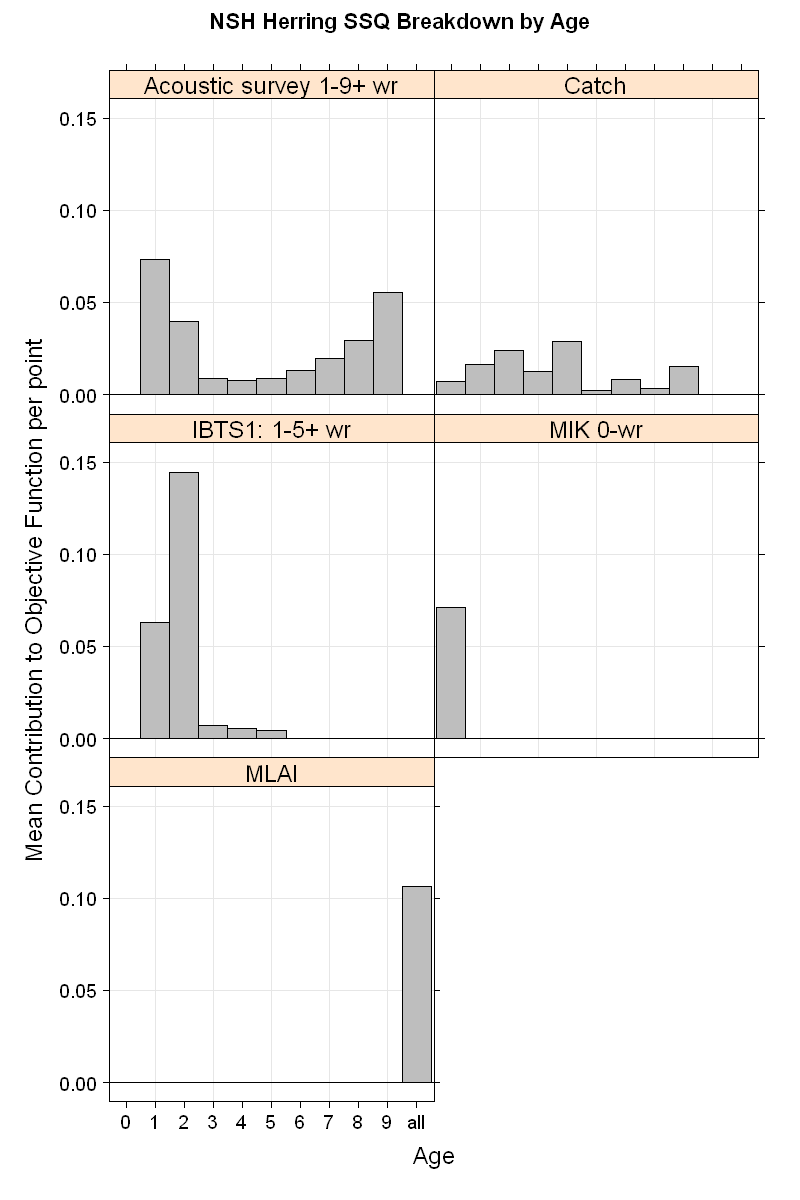 NSH Herring SSQ Breakdown by Age
Acoustic survey 1-9+ wr
Catch
0.15
0.10
0.05
0.00
IBTS1: 1-5+ wr
MIK 0-wr
0.15
0.10
0.05
0.00
MLAI
0.15
0.10
0.05
0.00
Mean Contribution to Objective Function per point
0 1 2 3 4 5 6 7 8 9 all
Age